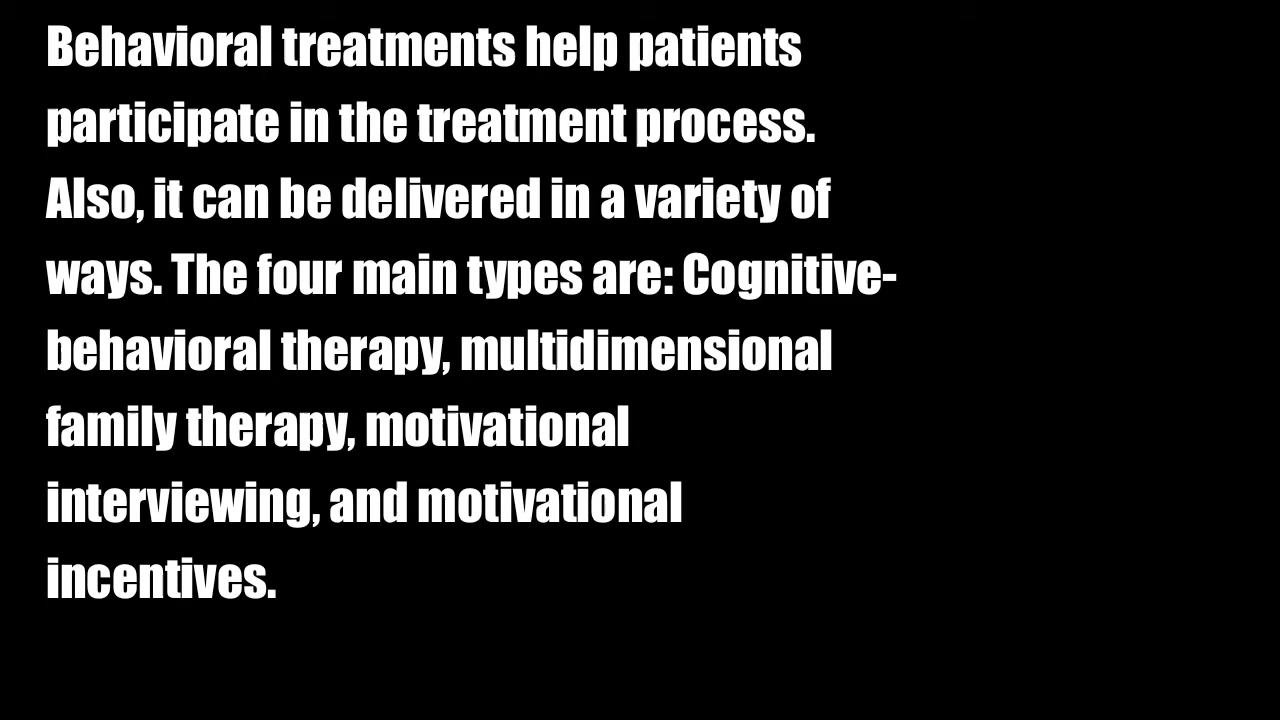 Behavioral treatments help patients
participate in the treatment process.
Also, it can be delivered in a variety of
ways. The four main types are: Cognitive-
behavioral therapy, multidimensional
family therapy, motivational
interviewing, and motivational
incentives.